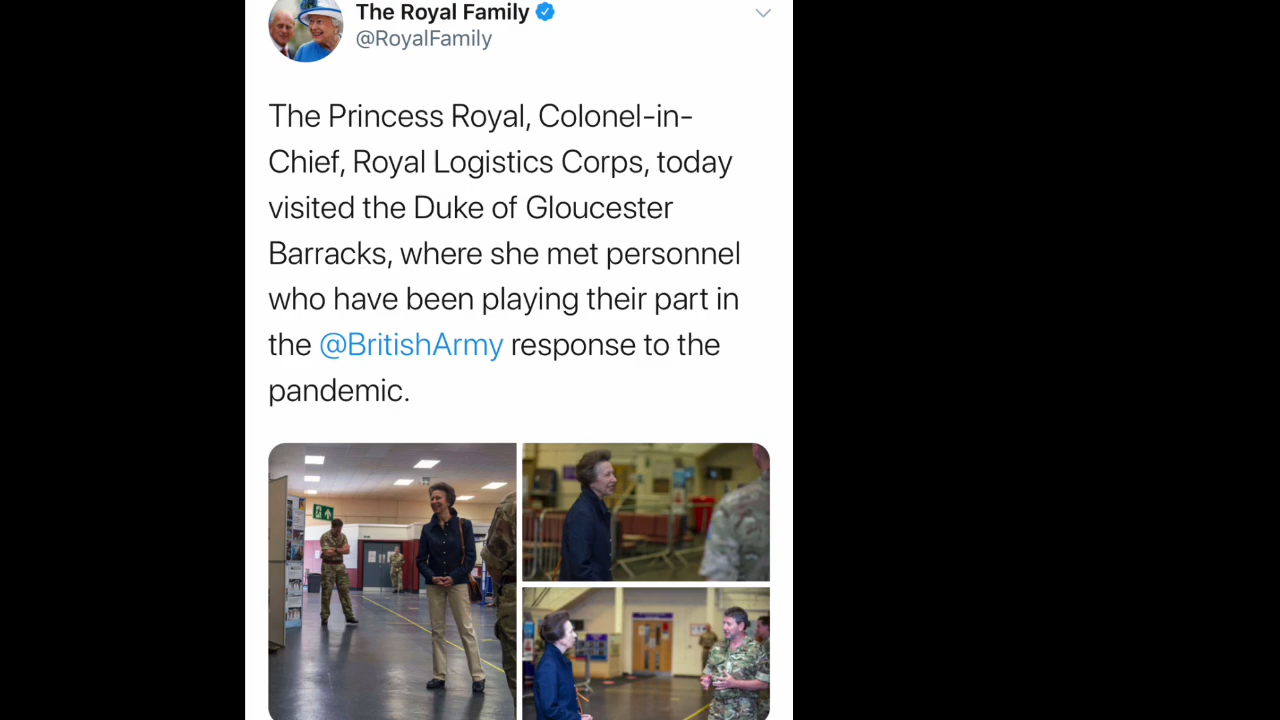 The Royal Family
@RoyalFamily
The Princess Royal, Colonel-in-
Chief, Royal Logistics Corps, today
visited the Duke of Gloucester
Barracks, where she met personnel
who have been playing their part in
the @BritishArmy response to the
pandemic.